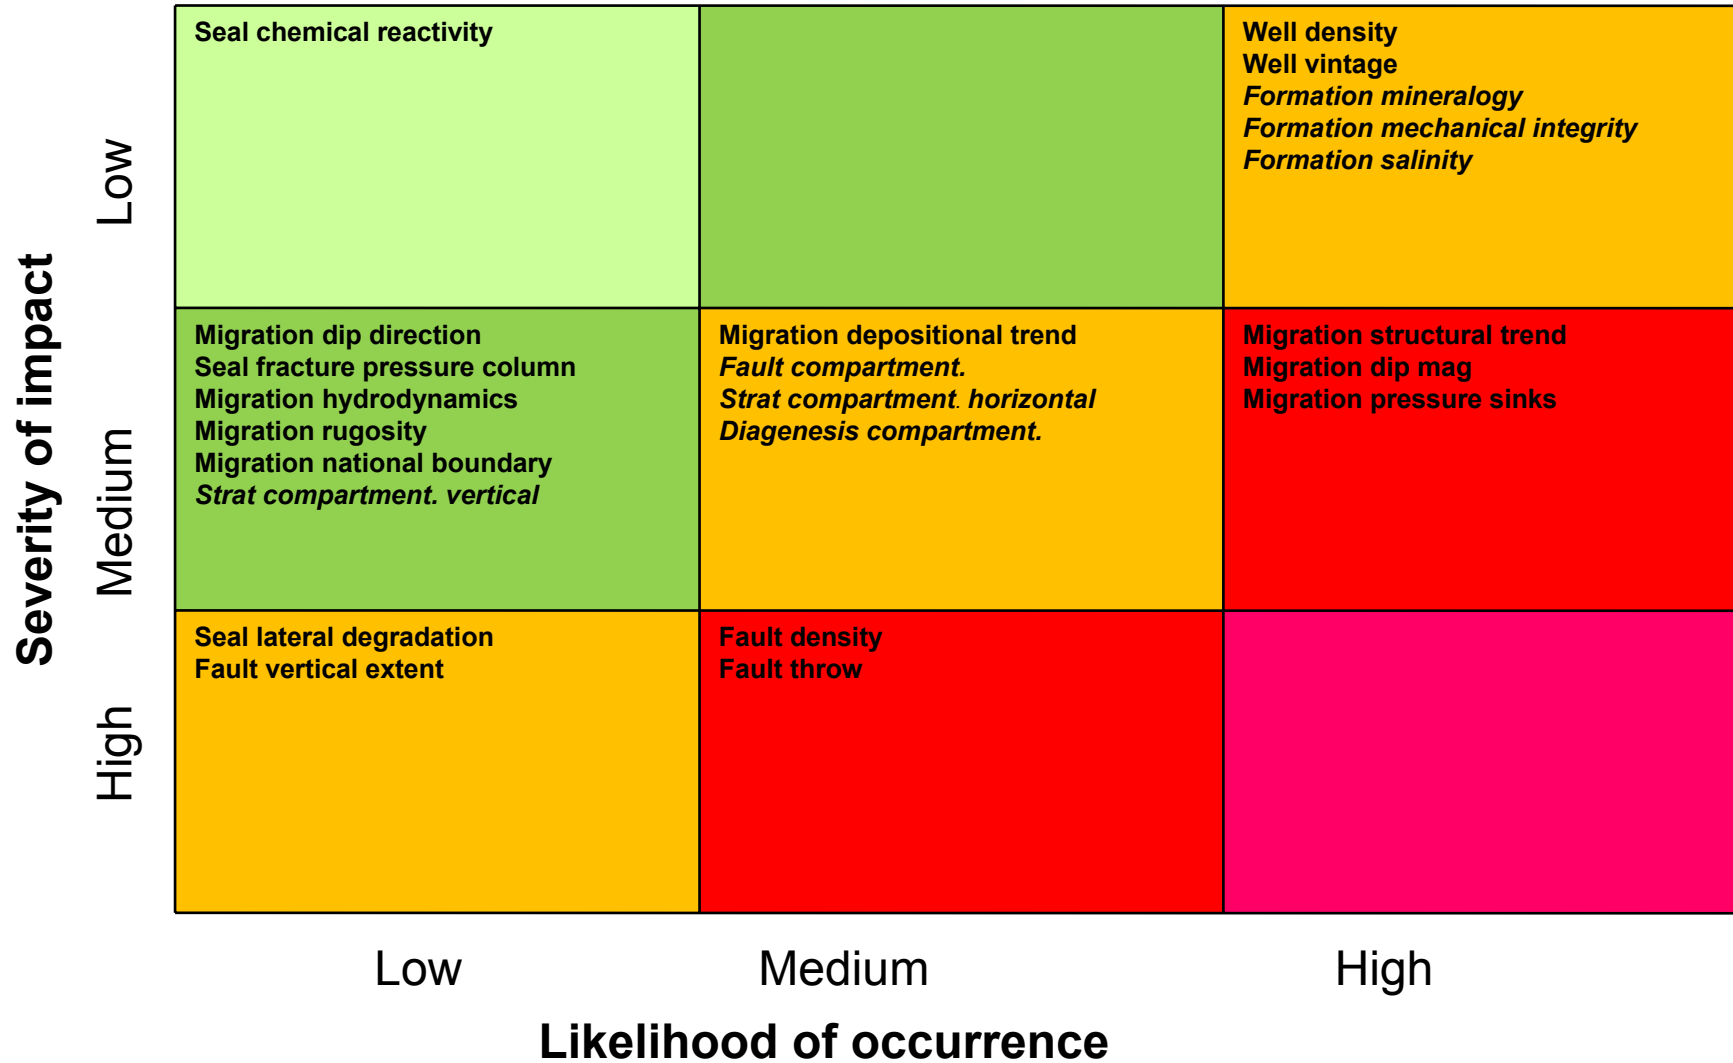 Severity of impact
Low
Medium
High
Seal chemical reactivity
Well density
Well vintage
Formation mineralogy
Formation mechanical integrity
Formation salinity
Migration dip direction
Seal fracture pressure column
Migration hydrodynamics
Migration rugosity
Migration national boundary
Strat compartment. vertical
Migration depositional trend
Fault compartment.
Strat compartment. horizontal
Diagenesis compartment.
Migration structural trend
Migration dip mag
Migration pressure sinks
Seal lateral degradation
Fault vertical extent
Fault density
Fault throw
Low
Medium
High
Likelihood of occurrence